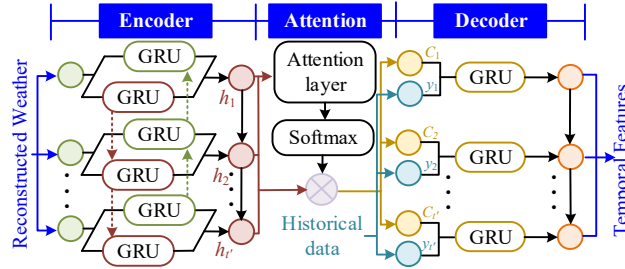 Encoder
Attention
Decoder
Reconstructed Weather
GRU
GRU
h1
GRU
GRU
h2
GRU
GRU
ht'
Attention
layer
Softmax
Historical
data
C1
y1
GRU
C2
y2
GRU
Ct'
yt'
GRU
Temporal Features